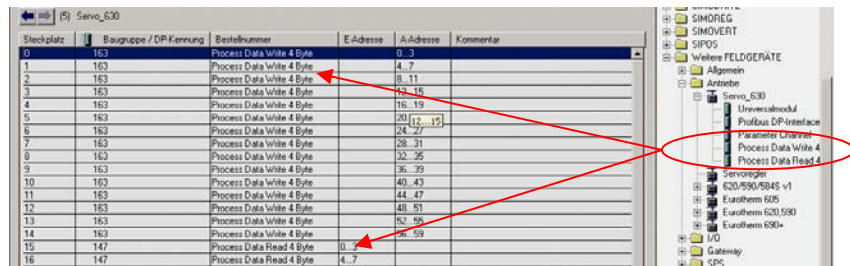 (5) Servo_630
Steckplatz Baugruppe / DP-Kennung Bestellnummer E-Adresse A-Adresse Kommentar
0 163 Process Data Write 4 Byte 0...3
1 163 Process Data Write 4 Byte 4...7
2 163 Process Data Write 4 Byte 8...11
3 163 Process Data Write 4 Byte 12...15
4 163 Process Data Write 4 Byte 16...19
5 163 Process Data Write 4 Byte 20
12...15
6 163 Process Data Write 4 Byte 24...27
7 163 Process Data Write 4 Byte 28...31
8 163 Process Data Write 4 Byte 32...35
9 163 Process Data Write 4 Byte 36...39
10 163 Process Data Write 4 Byte 40...43
11 163 Process Data Write 4 Byte 44...47
12 163 Process Data Write 4 Byte 48...51
13 163 Process Data Write 4 Byte 52...55
14 163 Process Data Write 4 Byte 56...59
15 147 Process Data Read 4 Byte 0...3
16 147 Process Data Read 4 Byte 4...7
SIMOREG
SIMOVERT
SIPOS
Weitere FELDGERÄTE
Allgemein
Antriebe
Servo_630
Universalmodul
Profibus DP-Interface
Parameter Channel
Process Data Write 4
Process Data Read 4
Servoregler
620/590/584S v1
Eurotherm 605
Eurotherm 620,590
Eurotherm 690+
I/O
Gateway
SPS